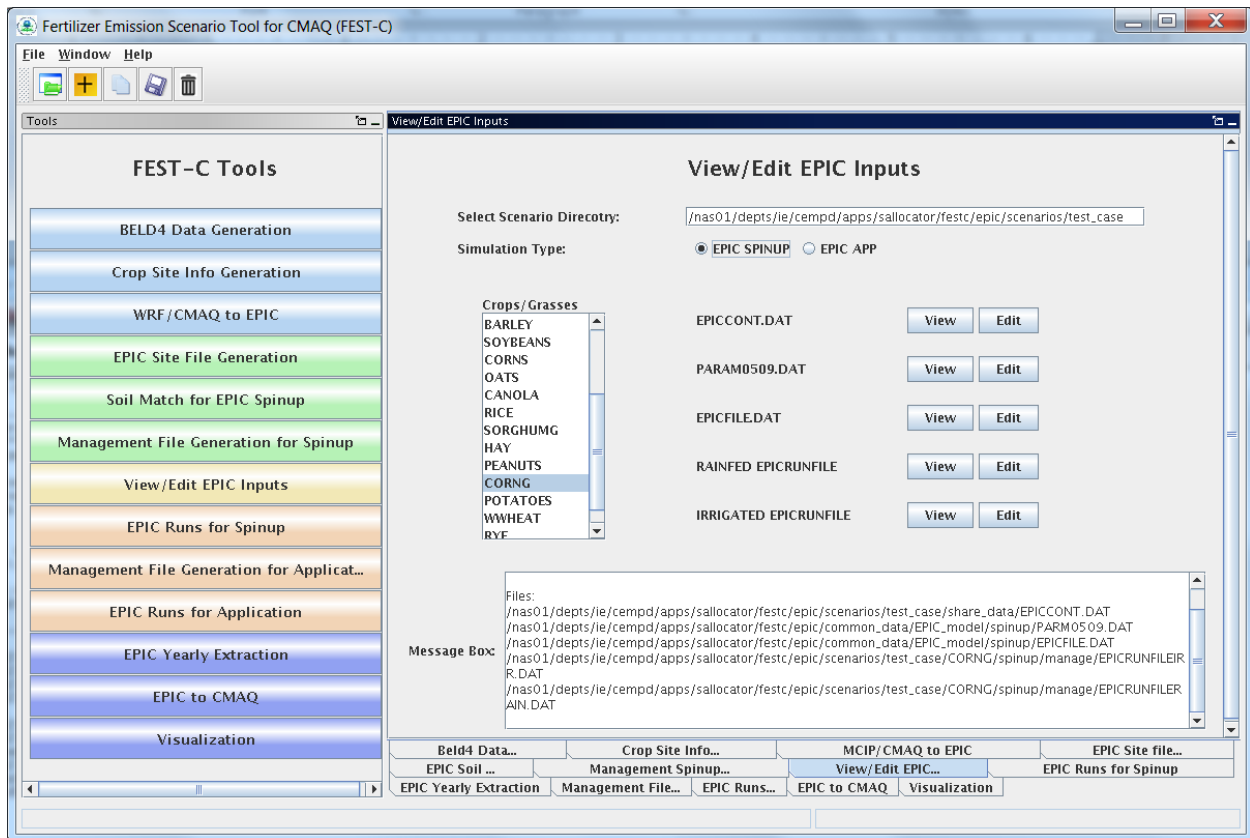 Fertilizer Emission Scenario Tool for CMAQ (FEST-C)
File Window Help
Tools
View/Edit EPIC Inputs
FEST-C Tools
BELD4 Data Generation
Crop Site Info Generation
WRF/CMAQ to EPIC
EPIC Site File Generation
Soil Match for EPIC Spinup
Management File Generation for Spinup
View/Edit EPIC Inputs
EPIC Runs for Spinup
Management File Generation for Applicat...
EPIC Runs for Application
EPIC Yearly Extraction
EPIC to CMAQ
Visualization
View/Edit EPIC Inputs
Select Scenario Direcotry: /nas01/depts/ie/cempd/apps/sallocator/festc/epic/scenarios/test_case
Simulation Type: EPIC SPINUP EPIC APP
Crops/Grasses
BARLEY
SOYBEANS
CORNS
OATS
CANOLA
RICE
SORGHUMG
HAY
PEANUTS
CORNG
POTATOES
WWHEAT
RYE
EPICCONT.DAT View Edit
PARAM0509.DAT View Edit
EPICFILE.DAT View Edit
RAINFED EPICRUNFILE View Edit
IRRIGATED EPICRUNFILE View Edit
Message Box:
Files:
/nas01/depts/ie/cempd/apps/sallocator/festc/epic/scenarios/test_case/share_data/EPICCONT.DAT
/nas01/depts/ie/cempd/apps/sallocator/festc/epic/common_data/EPIC_model/spinup/PARM0509.DAT
/nas01/depts/ie/cempd/apps/sallocator/festc/epic/common_data/EPIC_model/spinup/EPICFILE.DAT
/nas01/depts/ie/cempd/apps/sallocator/festc/epic/scenarios/test_case/CORNG/spinup/manage/EPICRUNFILEIR
R.DAT
/nas01/depts/ie/cempd/apps/sallocator/festc/epic/scenarios/test_case/CORNG/spinup/manage/EPICRUNFILER
AIN.DAT
Beld4 Data... Crop Site Info... MCIP/CMAQ to EPIC EPIC Site file...
EPIC Soil ... Management Spinup... View/Edit EPIC... EPIC Runs for Spinup
EPIC Yearly Extraction Management File... EPIC Runs... EPIC to CMAQ Visualization